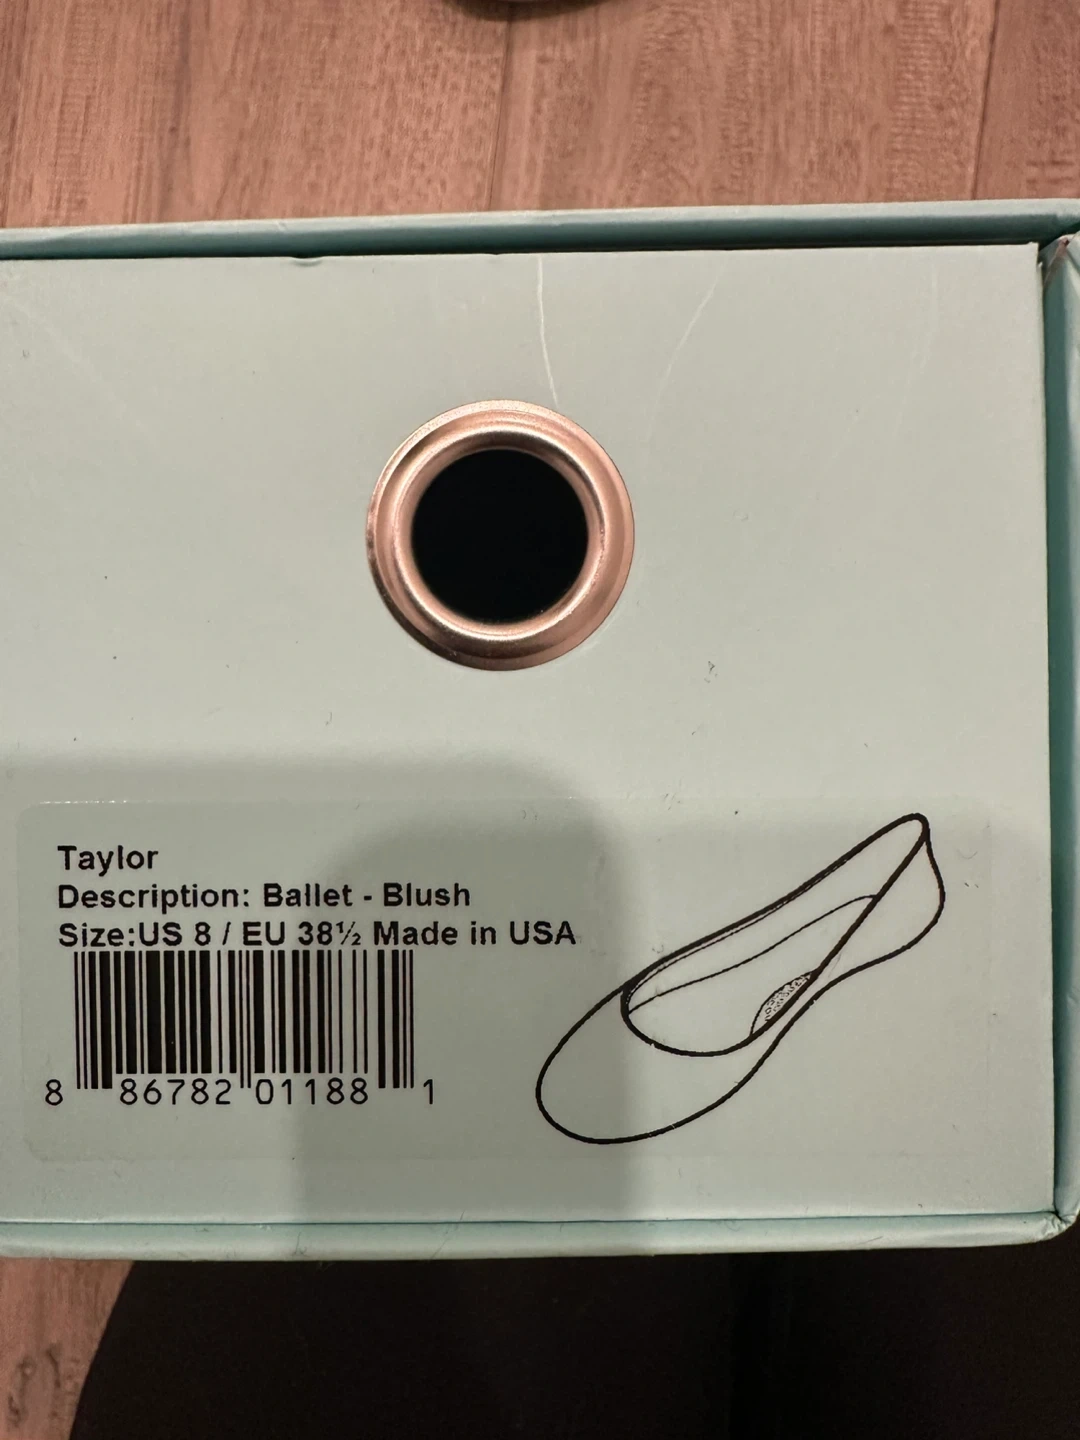 Taylor
Description: Ballet - Blush
Size:US 8 / EU 38½ Made in USA
8 86782 01188 1